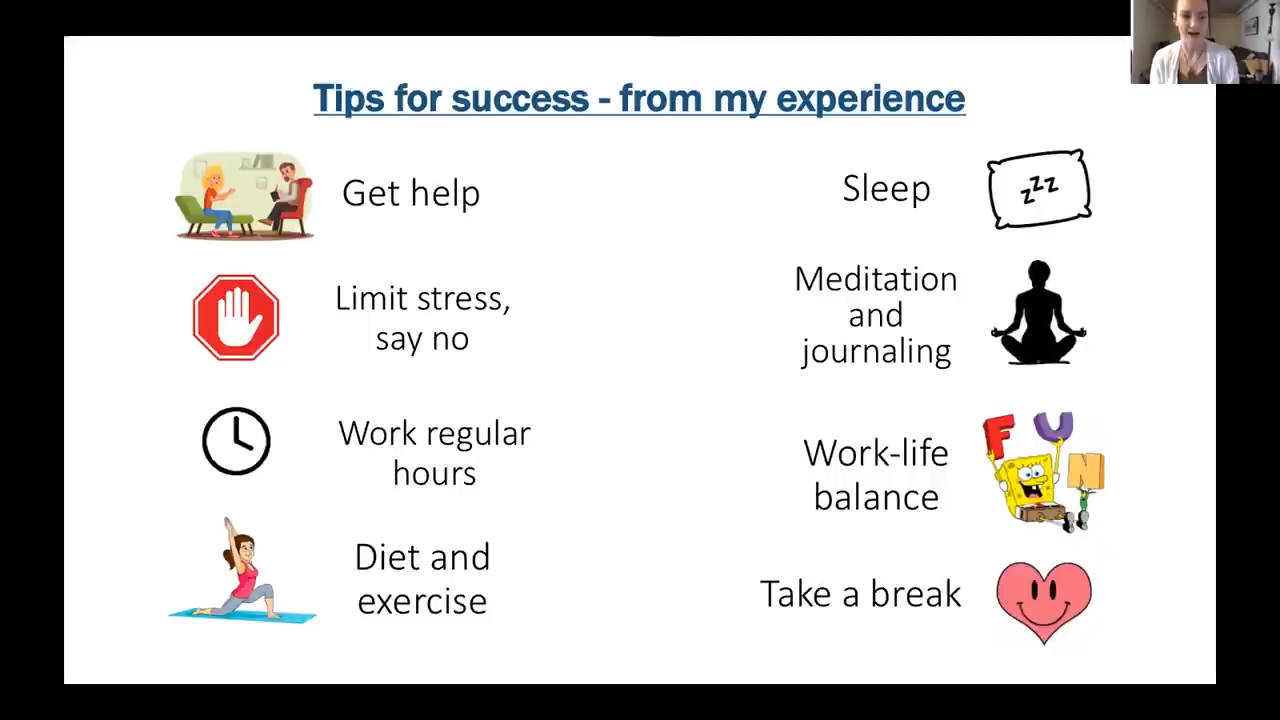 Tips for success - from my experience
Get help
Limit stress,
say no
Work regular
hours
Diet and
exercise
Sleep
zzz
Meditation
and
journaling
Work-life
balance
F U
N
Take a break